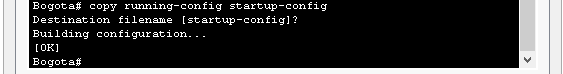 Bogota# copy running-config startup-config
Destination filename [startup-config]?
Building configuration...
[OK]
Bogota#